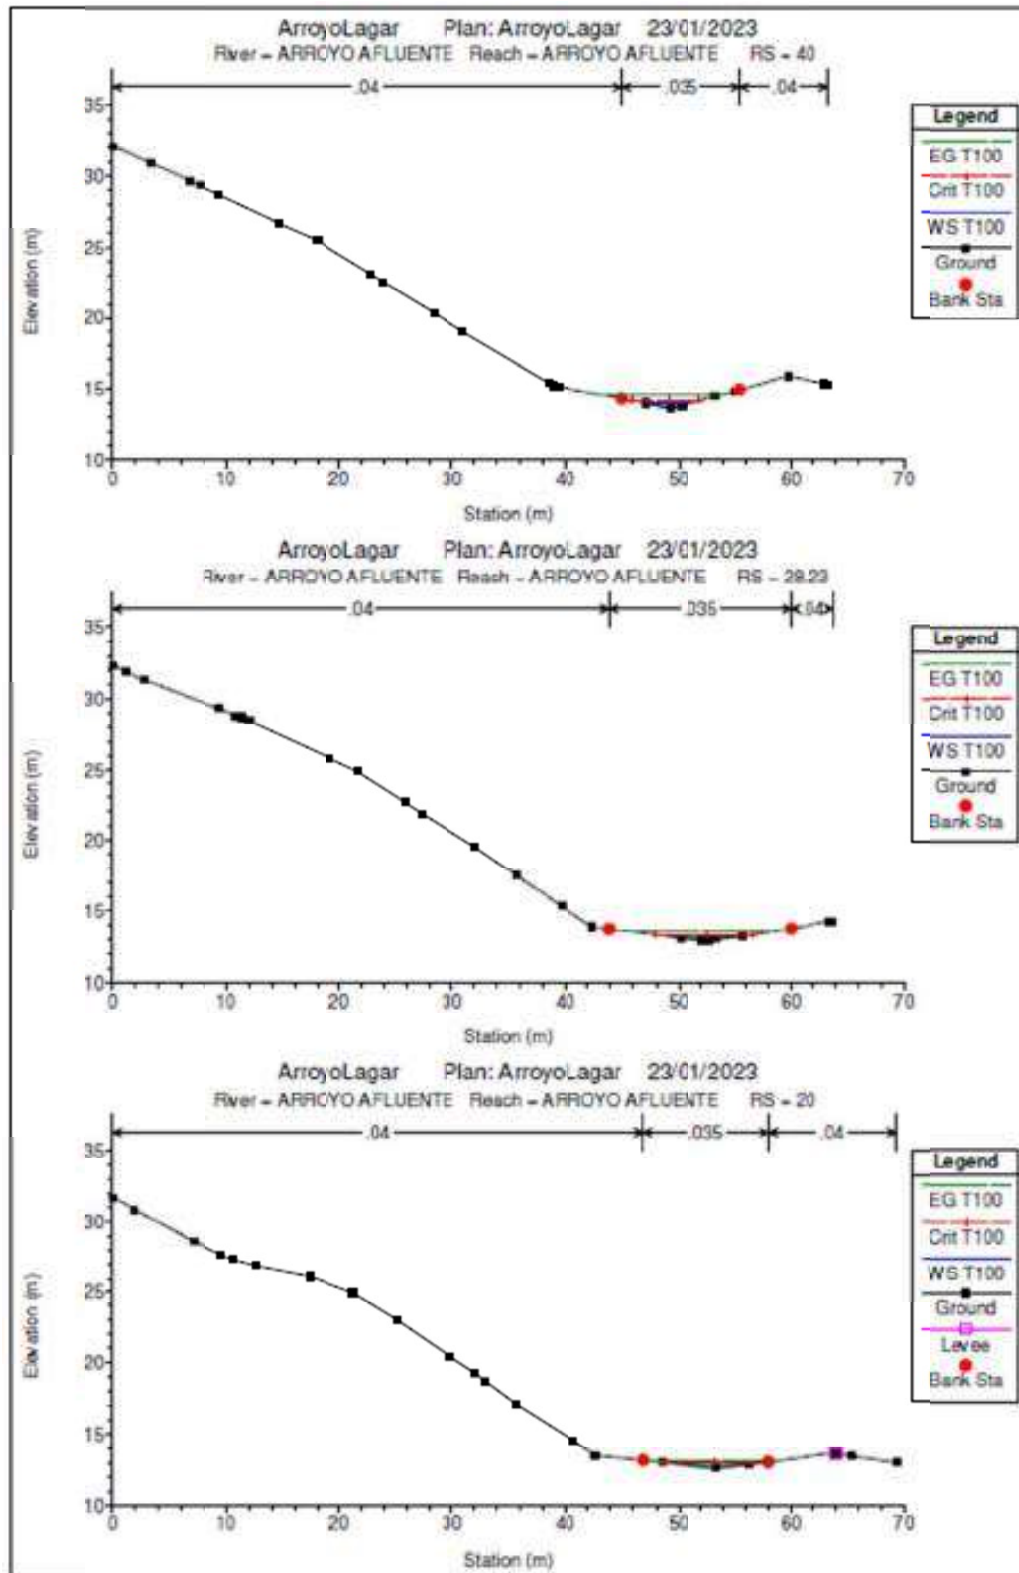 ArroyoLagar Plan: ArroyoLagar 23/01/2023
River = ARROYO AFLUENTE Reach = ARROYO AFLUENTE RS = 40
.04 .035 .04
35
30
25
20
15
10
0 10 20 30 40 50 60 70
Elevation (m)
Station (m)
Legend
EG T100
Crit T100
WS T100
Ground
Bank Sta
ArroyoLagar Plan: ArroyoLagar 23/01/2023
River = ARROYO AFLUENTE Reach = ARROYO AFLUENTE RS =
.04 .035 .04
35
30
25
20
15
10
0 10 20 30 40 50 60 70
Elevation (m)
Station (m)
Legend
EG T100
Crit T100
WS T100
Ground
Bank Sta
ArroyoLagar Plan: ArroyoLagar 23/01/2023
River = ARROYO AFLUENTE Reach = ARROYO AFLUENTE RS = 20
.04 .035 .04
35
30
25
20
15
10
0 10 20 30 40 50 60 70
Elevation (m)
Station (m)
Legend
EG T100
Crit T100
WS T100
Ground
Levee
Bank Sta